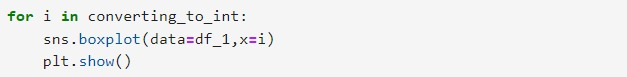 for i in converting_to_int:
    sns.boxplot(data=df_1,x=i)
    plt.show()